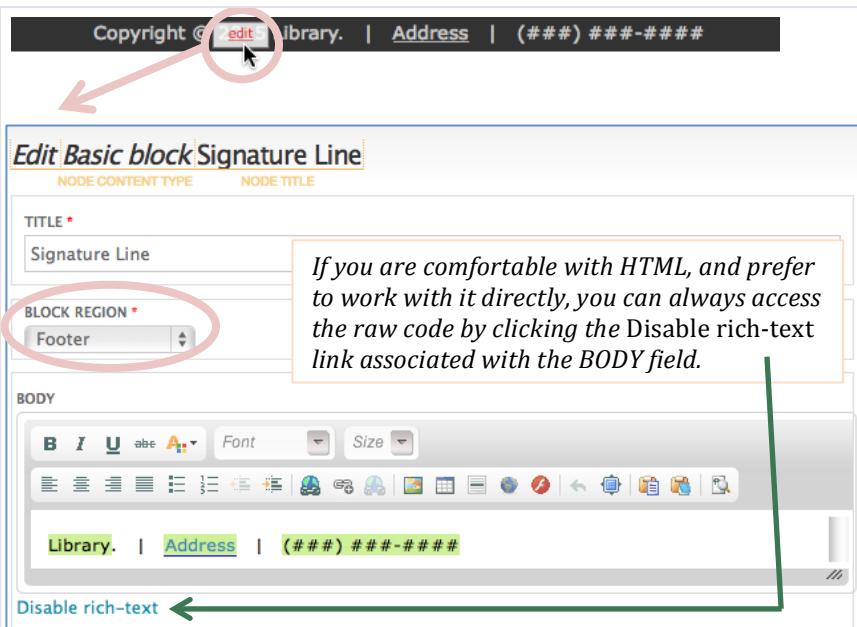 Copyright @ edit Library. | Address | (###) ###-####
Edit Basic block Signature Line
NODE CONTENT TYPE NODE TITLE
TITLE *
Signature Line
If you are comfortable with HTML, and prefer
to work with it directly, you can always access
the raw code by clicking the Disable rich-text
link associated with the BODY field.
BLOCK REGION *
Footer
BODY
B I U abc A Font Size
Library. | Address | (###) ###-####
Disable rich-text